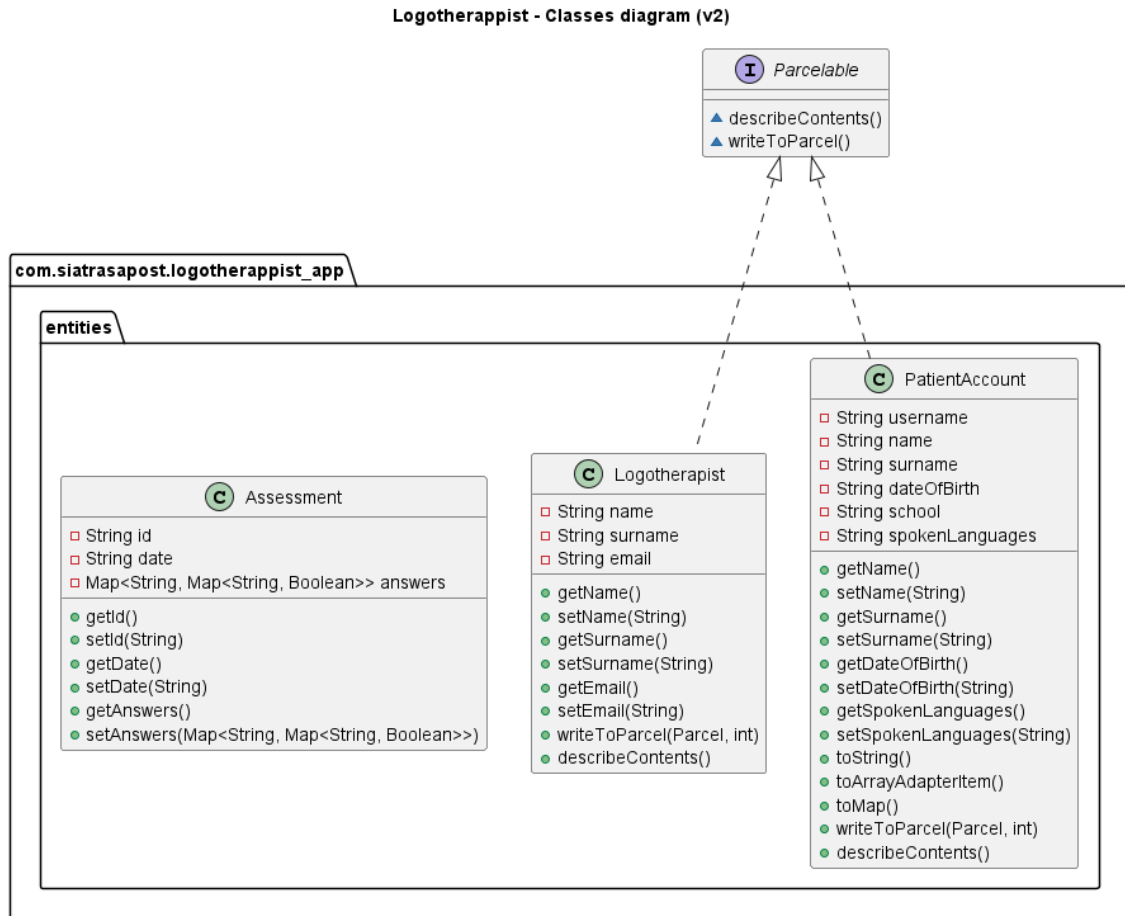 Logotherappist - Classes diagram (v2)
I Parcelable
describeContents()
writeToParcel()
com.siatrasapost.logotherappist_app
entities
C Assessment
String id
String date
Map<String, Map<String, Boolean>> answers
getId()
setId(String)
getDate()
setDate(String)
getAnswers()
setAnswers(Map<String, Map<String, Boolean>>)
C Logotherapist
String name
String surname
String email
getName()
setName(String)
getSurname()
setSurname(String)
getEmail()
setEmail(String)
writeToParcel(Parcel, int)
describeContents()
C PatientAccount
String username
String name
String surname
String dateOfBirth
String school
String spokenLanguages
getName()
setName(String)
getSurname()
setSurname(String)
getDateOfBirth()
setDateOfBirth(String)
getSpokenLanguages()
setSpokenLanguages(String)
toString()
toArrayAdapterItem()
toMap()
writeToParcel(Parcel, int)
describeContents()